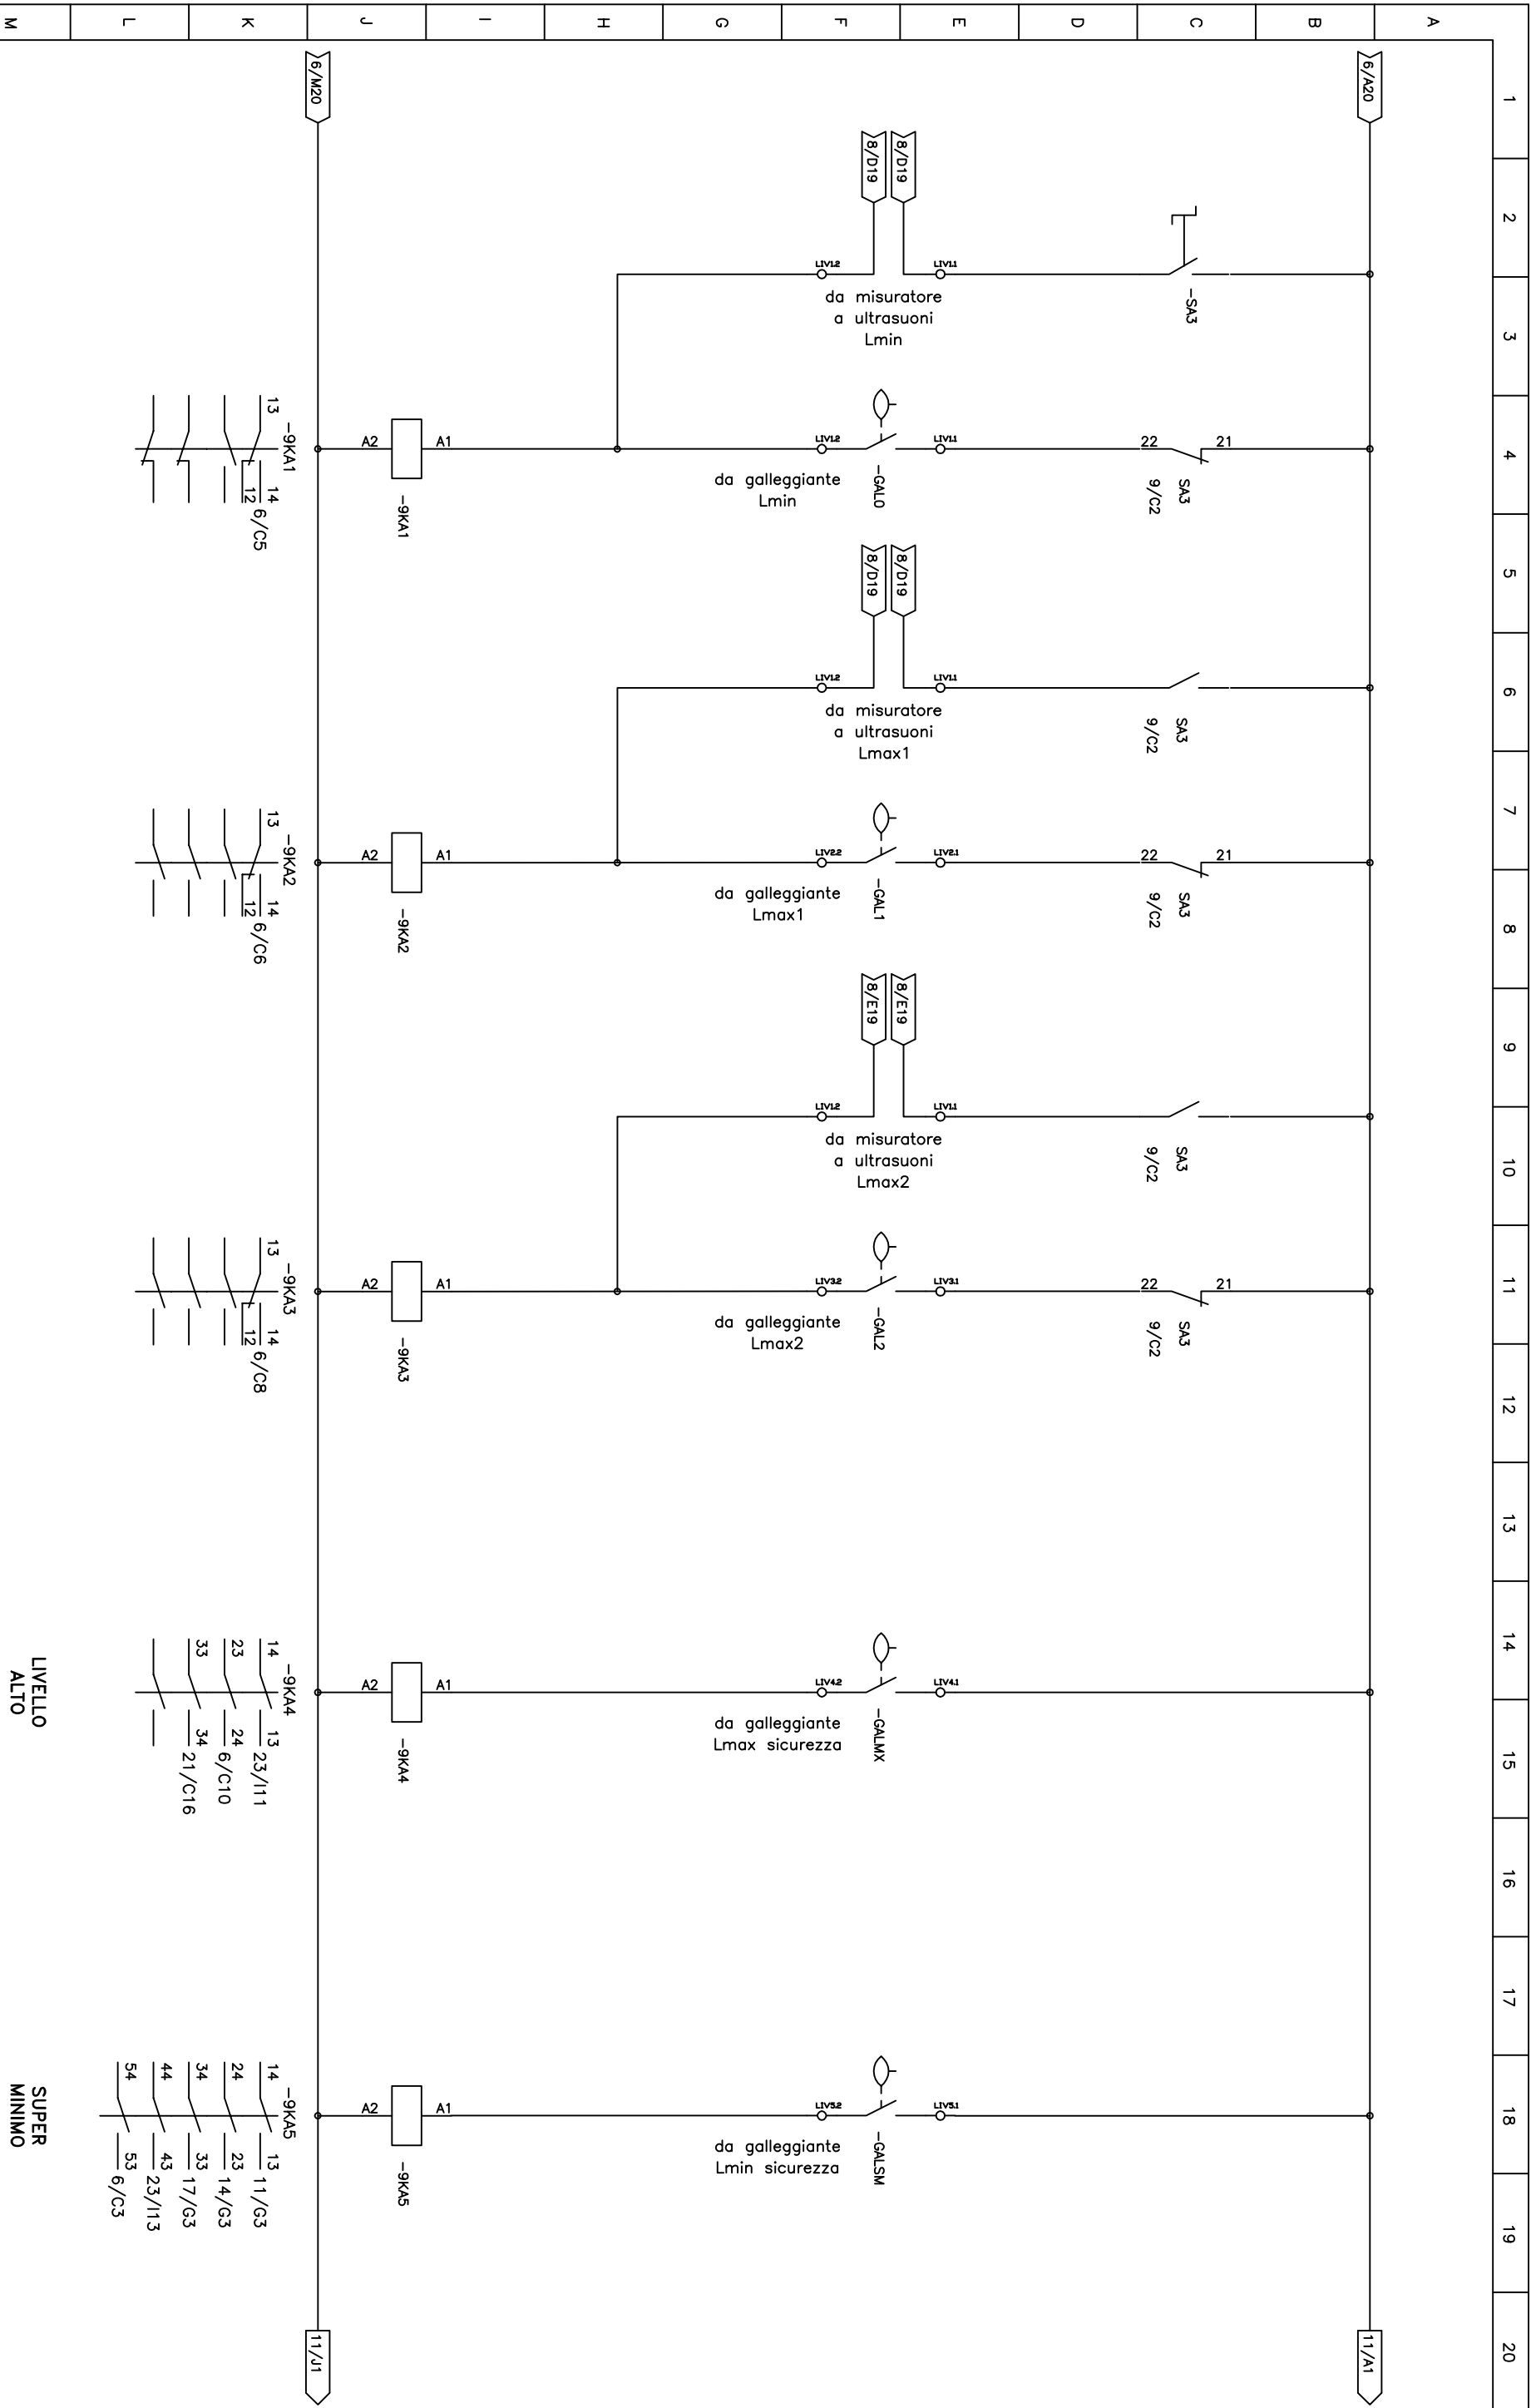 1
2
3
4
5
6
7
8
9
10
11
12
13
14
15
16
17
18
19
20
A
B
C
D
E
F
G
H
I
J
K
L
M
6/A20
11/A1
-SA3
21
22
SA3
9/C2
SA3
9/C2
21
22
SA3
9/C2
SA3
9/C2
21
22
SA3
9/C2
8/D19
8/D19
LIV1.1
LIV1.2
da misuratore
a ultrasuoni
Lmin
LIV1.1
LIV1.2
-GAL0
da galleggiante
Lmin
8/D19
8/D19
LIV1.1
LIV1.2
da misuratore
a ultrasuoni
Lmax1
LIV2.1
LIV2.2
-GAL1
da galleggiante
Lmax1
8/E19
8/E19
LIV1.1
LIV1.2
da misuratore
a ultrasuoni
Lmax2
LIV3.1
LIV3.2
-GAL2
da galleggiante
Lmax2
LIV4.1
LIV4.2
-GALMX
da galleggiante
Lmax sicurezza
LIV5.1
LIV5.2
-GALSM
da galleggiante
Lmin sicurezza
A1
A2
-9KA1
A1
A2
-9KA2
A1
A2
-9KA3
A1
A2
-9KA4
A1
A2
-9KA5
6/M20
11/J1
-9KA1
13
14
12
6/C5
-9KA2
13
14
12
6/C6
-9KA3
13
14
12
6/C8
-9KA4
14 13 23/I11
23 24 6/C10
33 34 21/C16
-9KA5
14 13 11/G3
24 23 14/G3
34 33 17/G3
44 43 23/I13
54 53 6/C3
LIVELLO
ALTO
SUPER
MINIMO